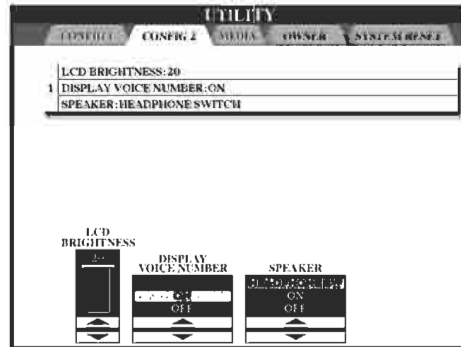 UTILITY
CONFIG 1 CONFIG 2 MEDIA OWNER SYSTEM RESET
LCD BRIGHTNESS: 20
1 DISPLAY VOICE NUMBER: ON
SPEAKER: HEADPHONE SWITCH
LCD
BRIGHTNESS
DISPLAY
VOICE NUMBER
SPEAKER
ON
OFF
OFF